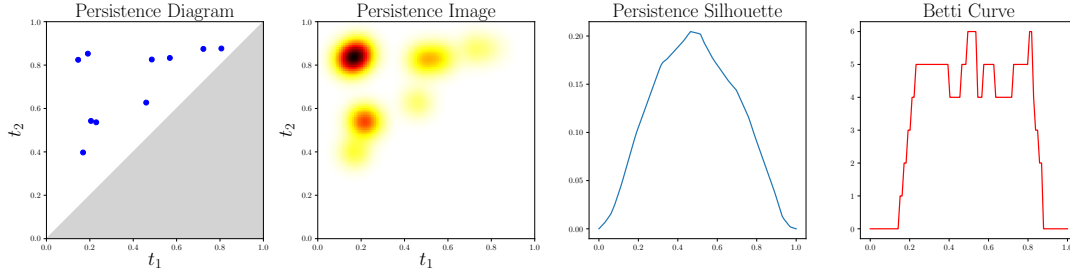 Persistence Diagram
1.0
0.8
0.6
0.4
0.2
0.0
t₂
0.0 0.2 0.4 0.6 0.8 1.0
t₁
Persistence Image
1.0
0.8
0.6
0.4
0.2
0.0
t₂
0.0 0.2 0.4 0.6 0.8 1.0
t₁
Persistence Silhouette
0.20
0.15
0.10
0.05
0.00
0.0 0.2 0.4 0.6 0.8 1.0
Betti Curve
6
5
4
3
2
1
0
0.0 0.2 0.4 0.6 0.8 1.0